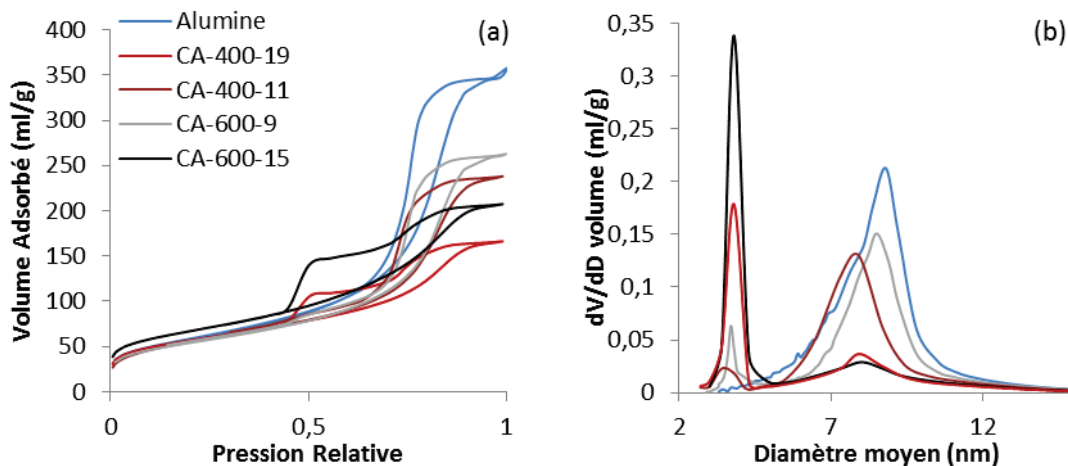 (a)
Alumine
CA-400-19
CA-400-11
CA-600-9
CA-600-15
Volume Adsorbé (ml/g)
400
350
300
250
200
150
100
50
0
0
0,5
1
Pression Relative
(b)
dV/dD volume (ml/g)
0,35
0,3
0,25
0,2
0,15
0,1
0,05
0
2
7
12
Diamètre moyen (nm)